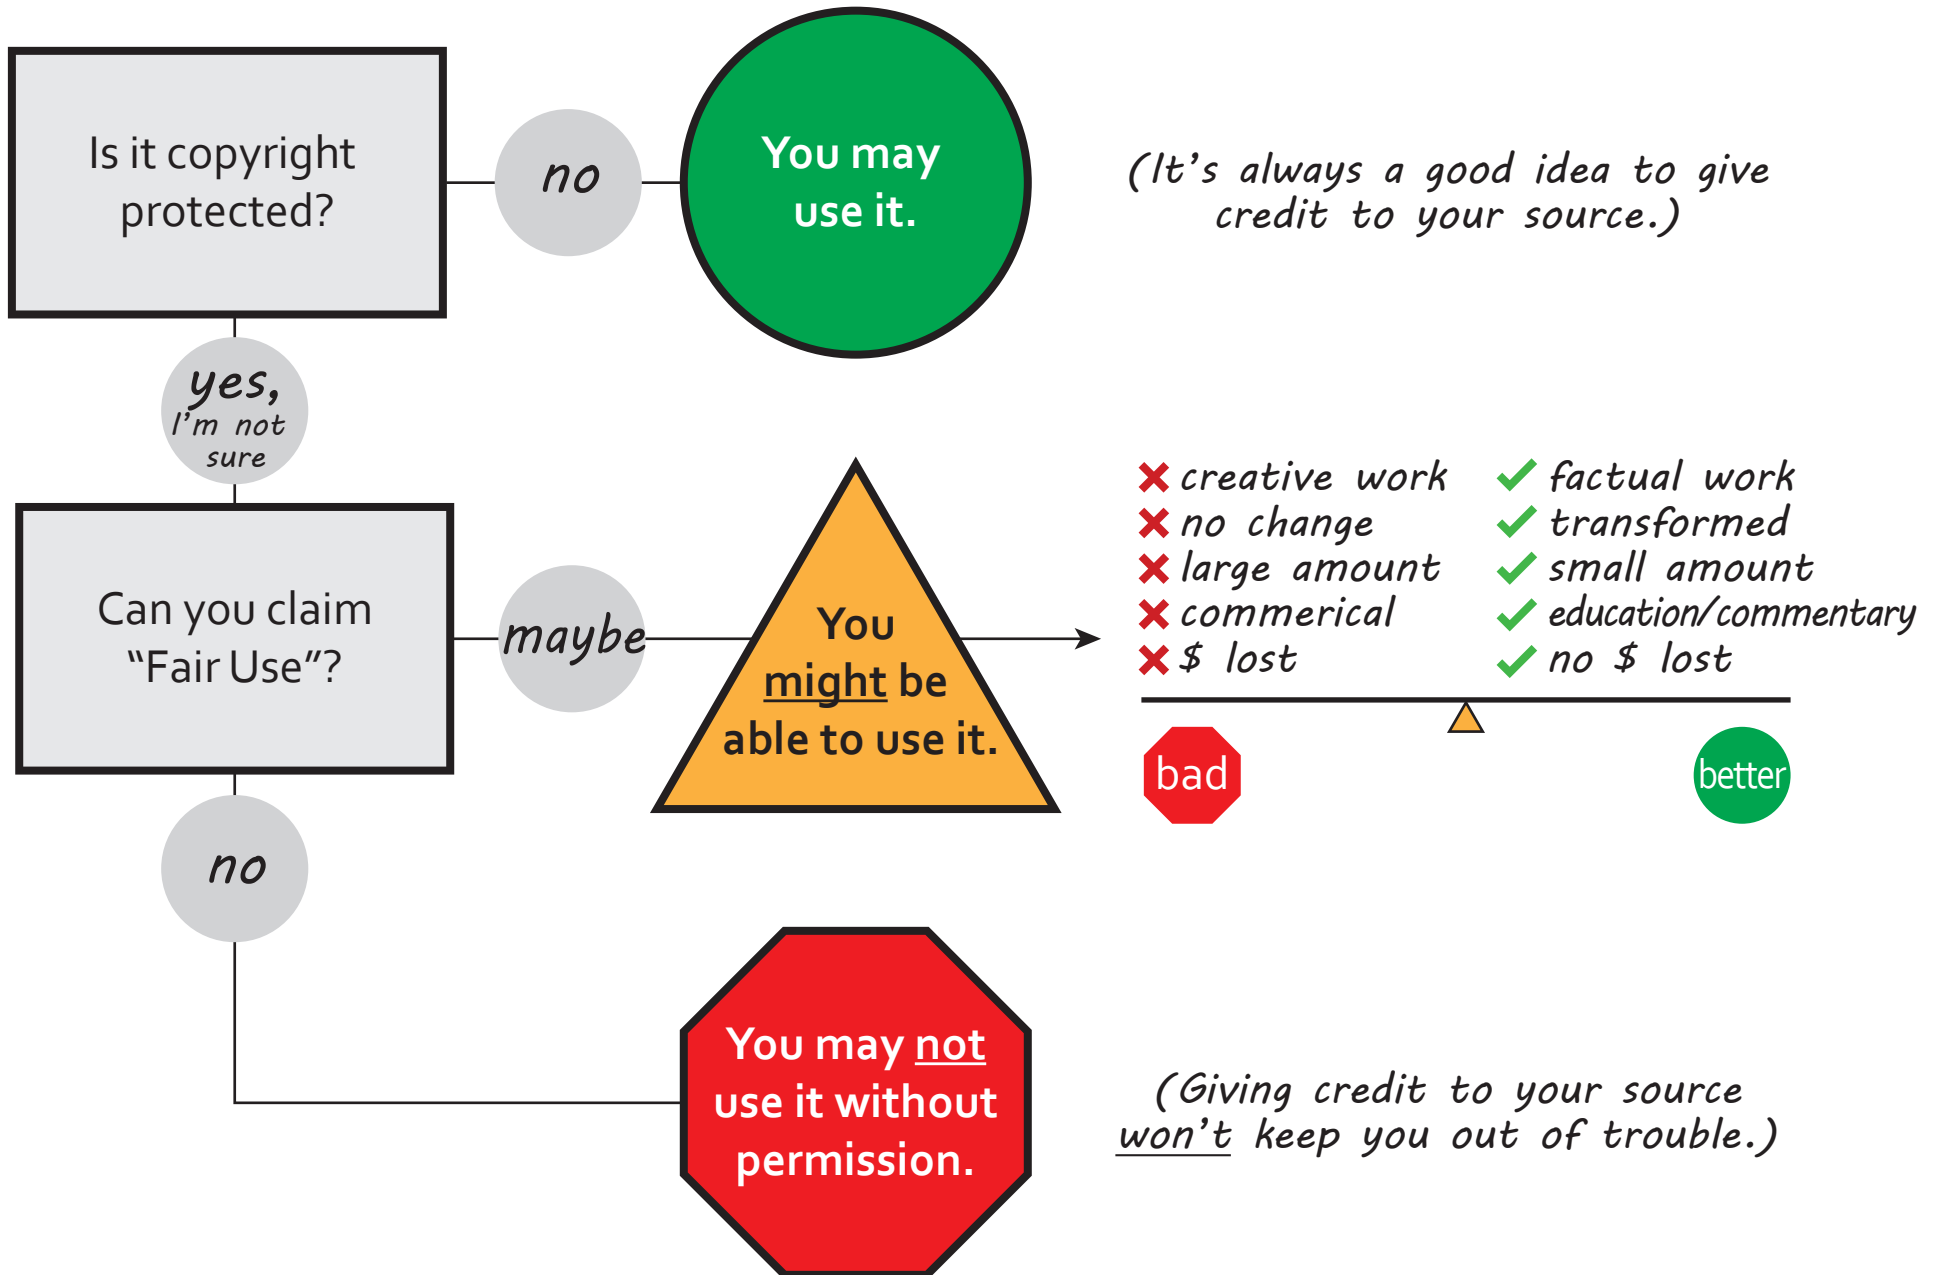 Is it copyright
protected?
no
You may
use it.
(It's always a good idea to give
credit to your source.)
yes,
I'm not
sure
Can you claim
“Fair Use”?
maybe
You
might be
able to use it.
creative work
no change
large amount
commerical
$ lost
factual work
transformed
small amount
education/commentary
no $ lost
bad
better
no
You may not
use it without
permission.
(Giving credit to your source
won't keep you out of trouble.)